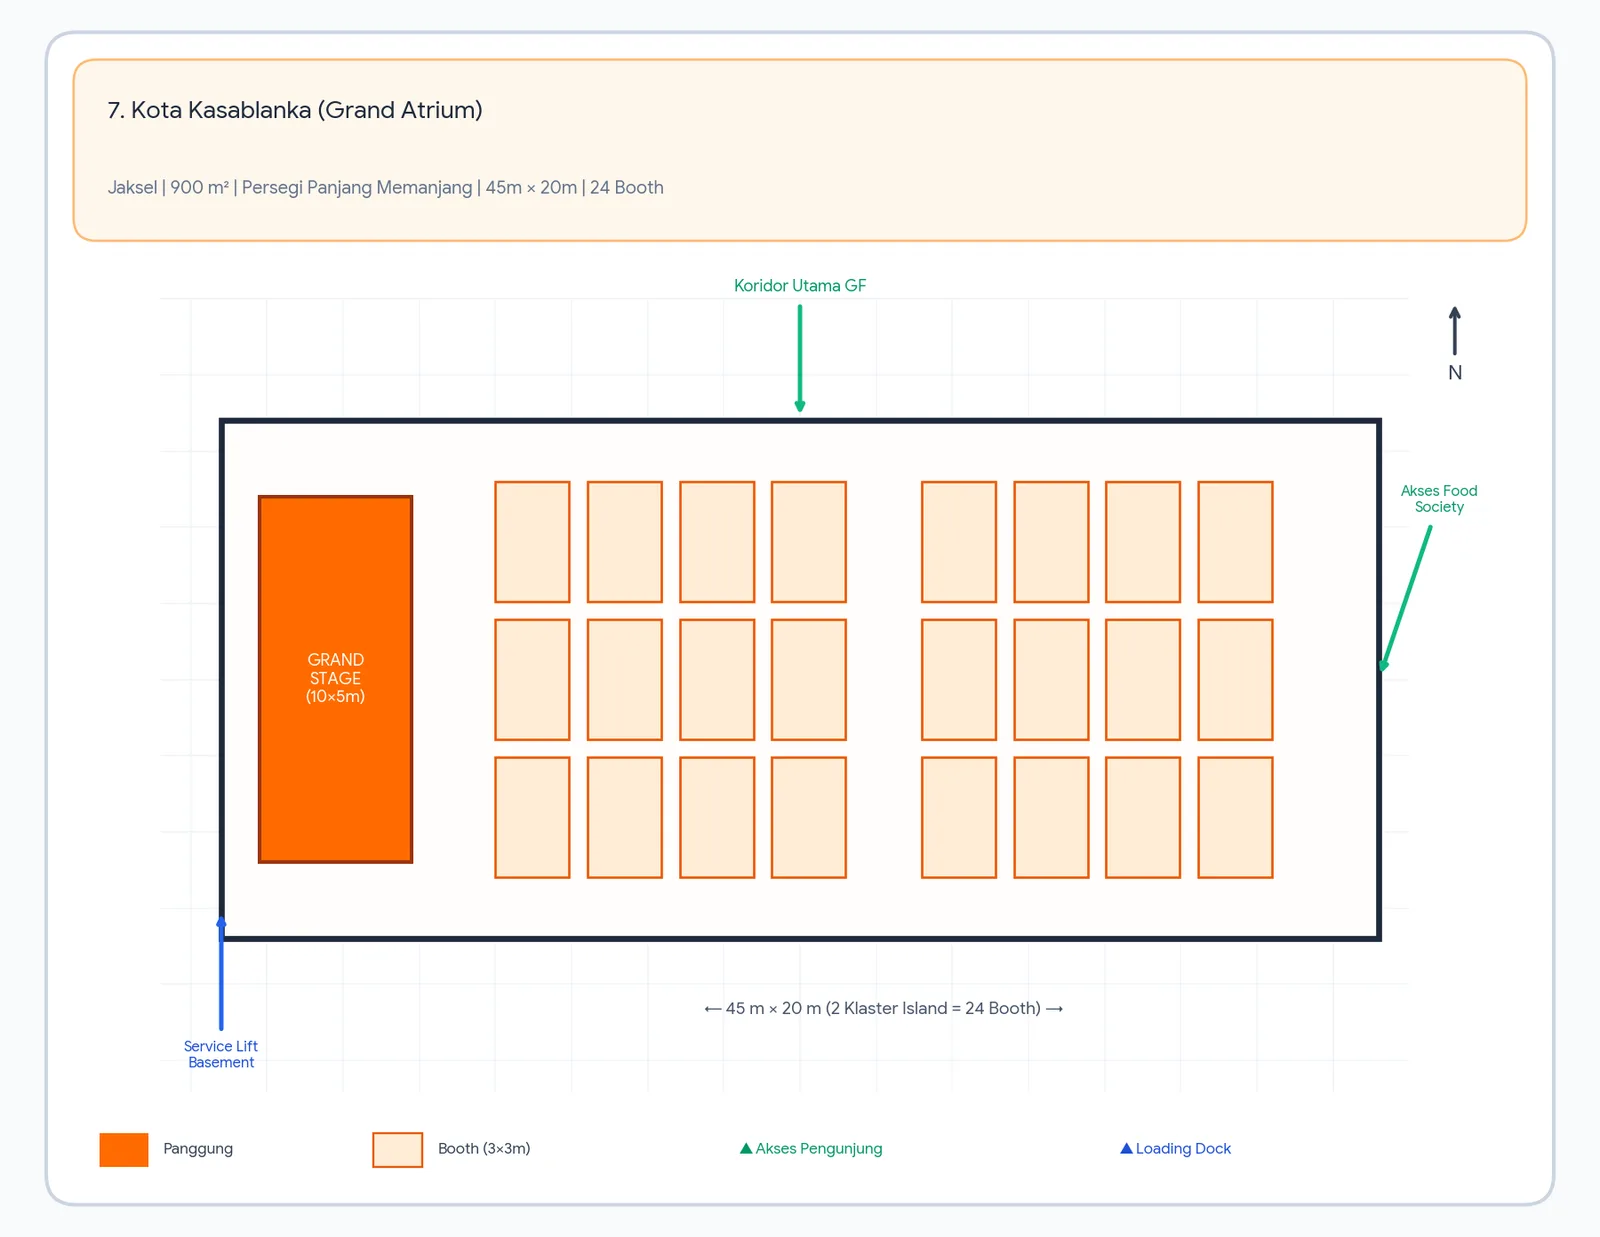 7. Kota Kasablanka (Grand Atrium)
Jaksel | 900 m² | Persegi Panjang Memanjang | 45m × 20m | 24 Booth
Koridor Utama GF
N
Akses Food
Society
GRAND
STAGE
(10×5m)
← 45 m × 20 m (2 Klaster Island = 24 Booth) →
Service Lift
Basement
Panggung
Booth (3×3m)
▲ Akses Pengunjung
▲ Loading Dock